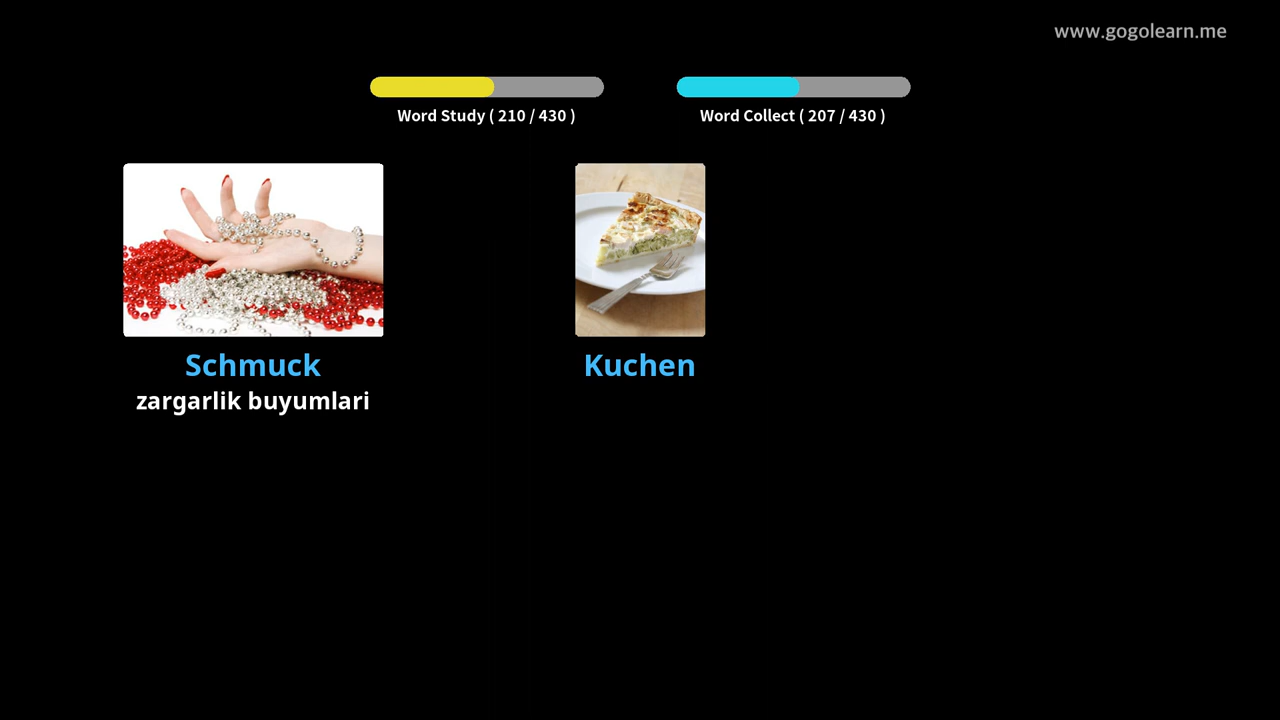 www.gogolearn.me
Word Study ( 210 / 430 )
Word Collect ( 207 / 430 )
Schmuck
zargarlik buyumlari
Kuchen